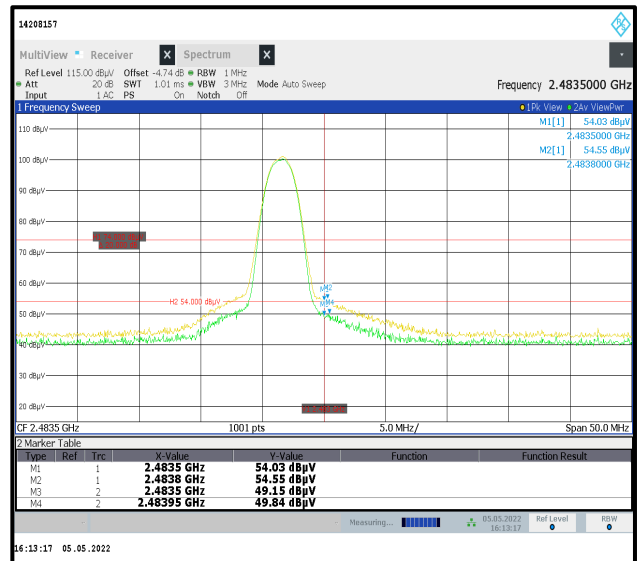 14208157
MultiView Receiver X Spectrum X
Ref Level 115.00 dBµV Offset -4.74 dB RBW 1 MHz
Att 20 dB SWT 1.01 ms VBW 3 MHz Mode Auto Sweep Frequency 2.4835000 GHz
Input 1 AC PS On Notch Off
1 Frequency Sweep 1Pk View 2Av ViewPwr
M1[1] 54.03 dBµV
2.4835000 GHz
M2[1] 54.55 dBµV
2.4838000 GHz
110 dBµV
100 dBµV
90 dBµV
80 dBµV
70 dBµV
60 dBµV
M2
H2 54.000 dBµV
M4
50 dBµV
40 dBµV
30 dBµV
20 dBµV
CF 2.4835 GHz 1001 pts 5.0 MHz/ Span 50.0 MHz
2 Marker Table
Type Ref Trc X-Value Y-Value Function Function Result
M1 1 2.4835 GHz 54.03 dBµV
M2 1 2.4838 GHz 54.55 dBµV
M3 2 2.4835 GHz 49.15 dBµV
M4 2 2.48395 GHz 49.84 dBµV
Measuring... 05.05.2022 16:13:17 Ref Level RBW
16:13:17 05.05.2022